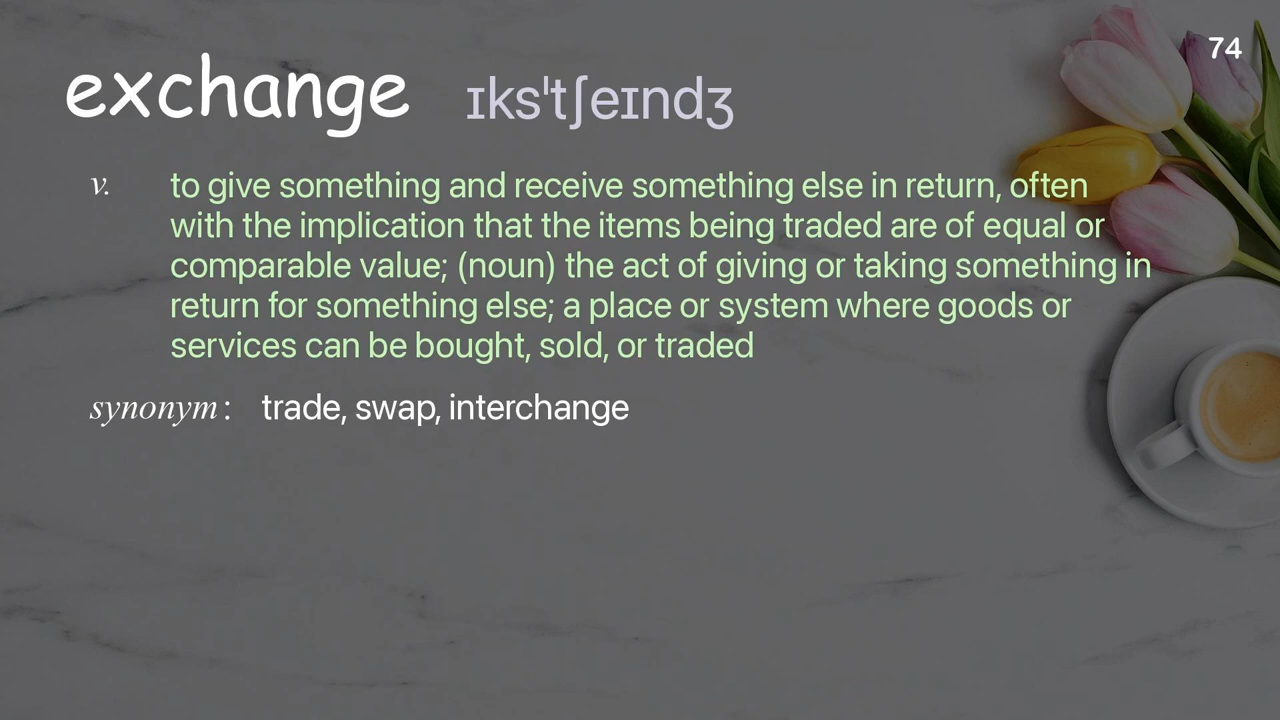 74
exchange ɪksˈtʃeɪndʒ
v. to give something and receive something else in return, often
with the implication that the items being traded are of equal or
comparable value; (noun) the act of giving or taking something in
return for something else; a place or system where goods or
services can be bought, sold, or traded
synonym: trade, swap, interchange